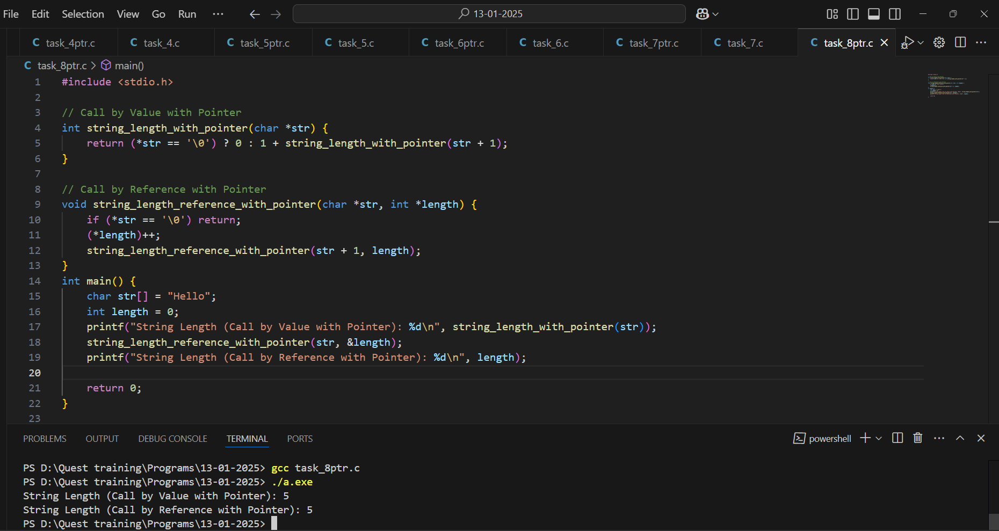 File Edit Selection View Go Run ··· 13-01-2025
task_4ptr.c task_4.c task_5ptr.c task_5.c task_6ptr.c task_6.c task_7ptr.c task_7.c task_8ptr.c
C task_8ptr.c > main()
1 #include <stdio.h>
2
3 // Call by Value with Pointer
4 int string_length_with_pointer(char *str) {
5     return (*str == '\0') ? 0 : 1 + string_length_with_pointer(str + 1);
6 }
7
8 // Call by Reference with Pointer
9 void string_length_reference_with_pointer(char *str, int *length) {
10     if (*str == '\0') return;
11     (*length)++;
12     string_length_reference_with_pointer(str + 1, length);
13 }
14 int main() {
15     char str[] = "Hello";
16     int length = 0;
17     printf("String Length (Call by Value with Pointer): %d\n", string_length_with_pointer(str));
18     string_length_reference_with_pointer(str, &length);
19     printf("String Length (Call by Reference with Pointer): %d\n", length);
20
21     return 0;
22 }
23
PROBLEMS OUTPUT DEBUG CONSOLE TERMINAL PORTS powershell
PS D:\Quest training\Programs\13-01-2025> gcc task_8ptr.c
PS D:\Quest training\Programs\13-01-2025> ./a.exe
String Length (Call by Value with Pointer): 5
String Length (Call by Reference with Pointer): 5
PS D:\Quest training\Programs\13-01-2025>